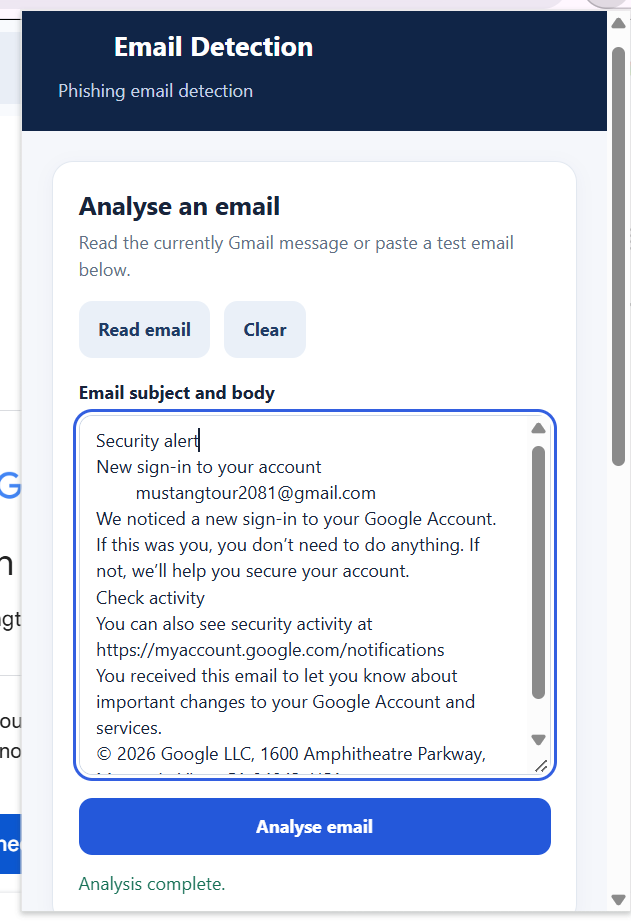 Email Detection
Phishing email detection
Analyse an email
Read the currently Gmail message or paste a test email
below.
Read email
Clear
Email subject and body
Security alert
New sign-in to your account
mustangtour2081@gmail.com
We noticed a new sign-in to your Google Account.
If this was you, you don’t need to do anything. If
not, we’ll help you secure your account.
Check activity
You can also see security activity at
https://myaccount.google.com/notifications
You received this email to let you know about
important changes to your Google Account and
services.
© 2026 Google LLC, 1600 Amphitheatre Parkway,
Analyse email
Analysis complete.